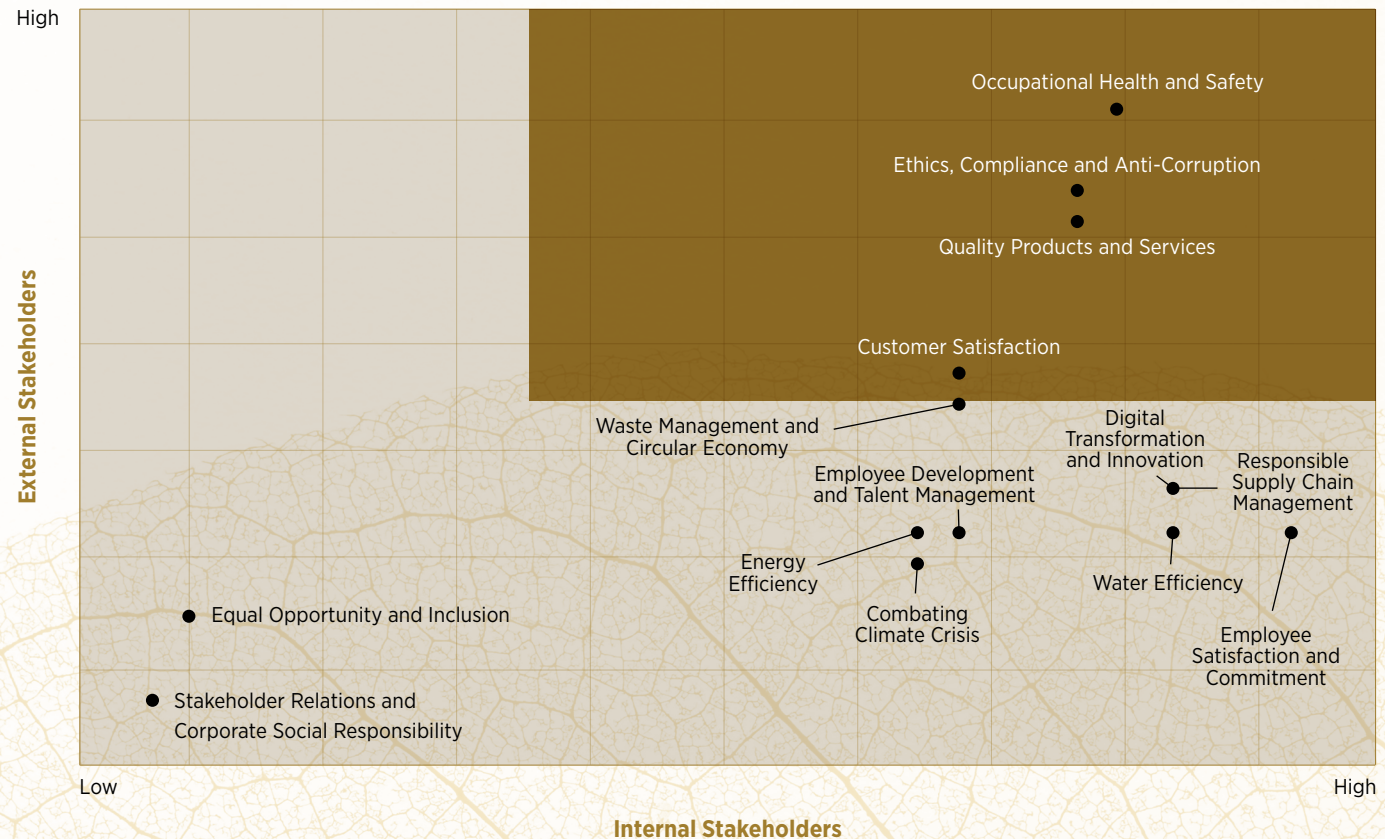 High
Occupational Health and Safety
Ethics, Compliance and Anti-Corruption
Quality Products and Services
External Stakeholders
Customer Satisfaction
Waste Management and
Circular Economy
Digital
Transformation
and Innovation
Responsible
Supply Chain
Management
Employee Development
and Talent Management
Energy
Efficiency
Water Efficiency
Combating
Climate Crisis
Equal Opportunity and Inclusion
Employee
Satisfaction and
Commitment
Stakeholder Relations and
Corporate Social Responsibility
Low
High
Internal Stakeholders